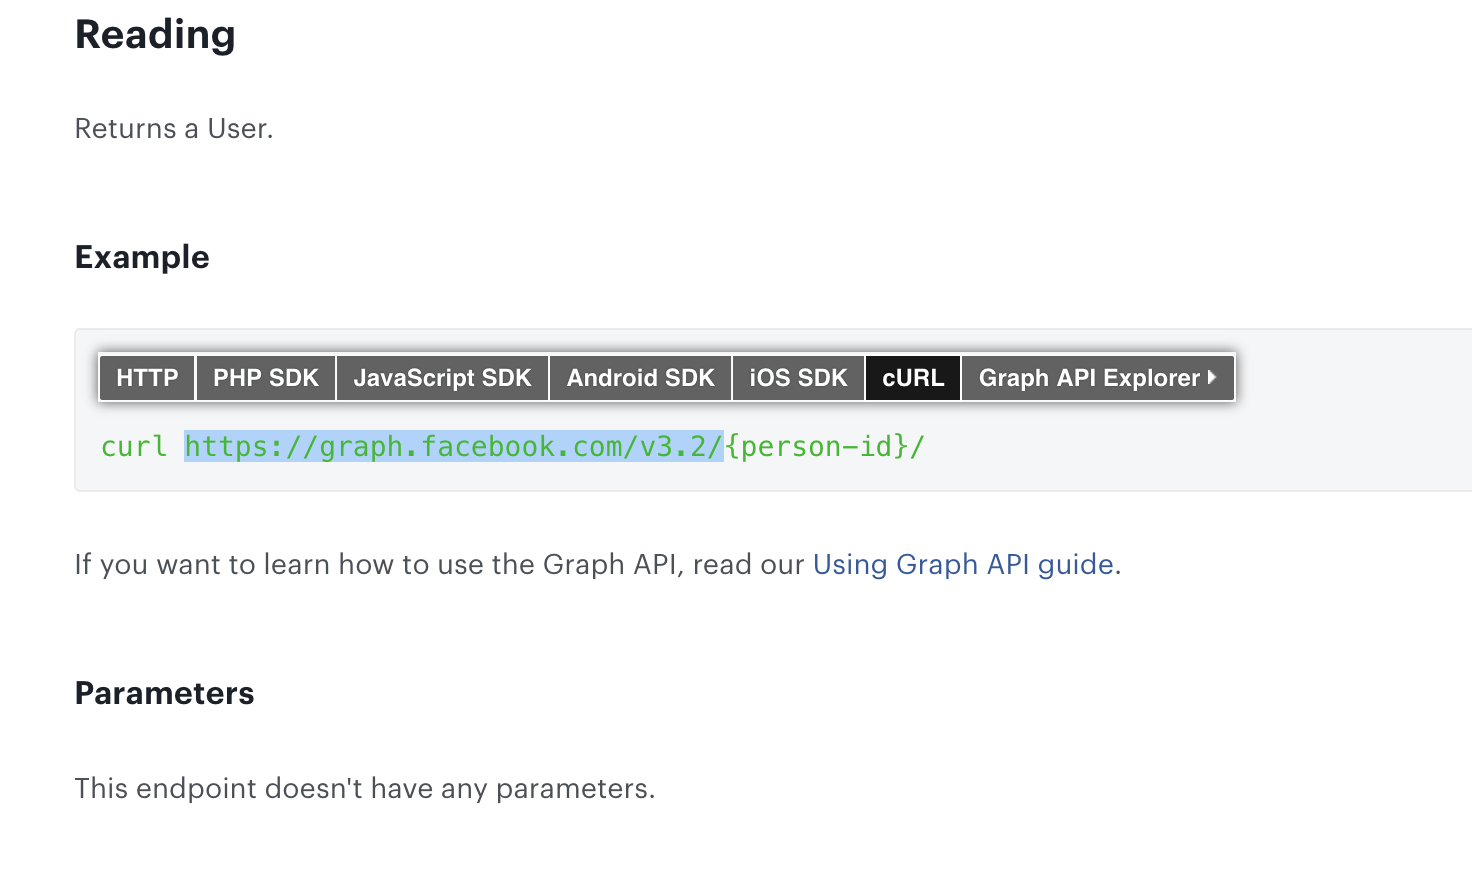 Reading
Returns a User.
Example
HTTP PHP SDK JavaScript SDK Android SDK iOS SDK cURL Graph API Explorer
curl https://graph.facebook.com/v3.2/{person-id}/
If you want to learn how to use the Graph API, read our Using Graph API guide.
Parameters
This endpoint doesn't have any parameters.